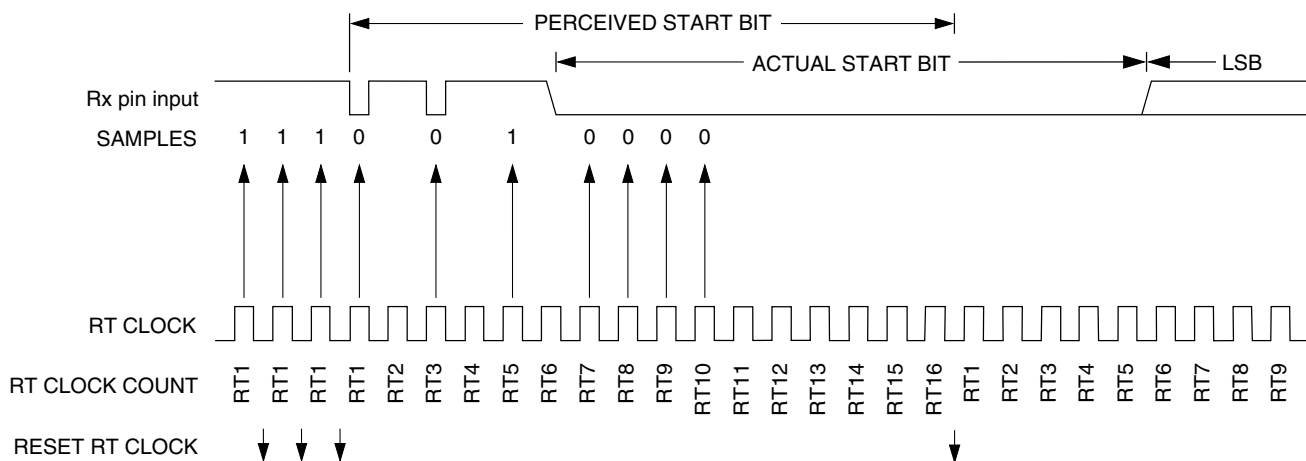 PERCEIVED START BIT
ACTUAL START BIT
LSB
Rx pin input
SAMPLES 1 1 1 0 0 1 0 0 0 0
RT CLOCK
RT CLOCK COUNT RT1 RT1 RT1 RT1 RT2 RT3 RT4 RT5 RT6 RT7 RT8 RT9 RT10 RT11 RT12 RT13 RT14 RT15 RT16 RT1 RT2 RT3 RT4 RT5 RT6 RT7 RT8 RT9
RESET RT CLOCK